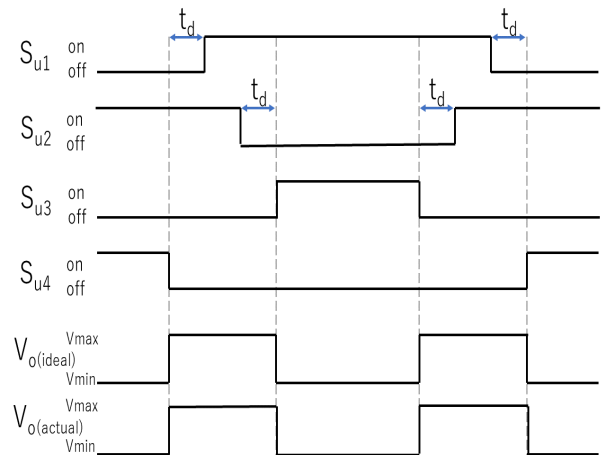 td td
Su1 on
off
td td
Su2 on
off
Su3 on
off
Su4 on
off
Vo(ideal) Vmax
Vmin
Vo(actual) Vmax
Vmin